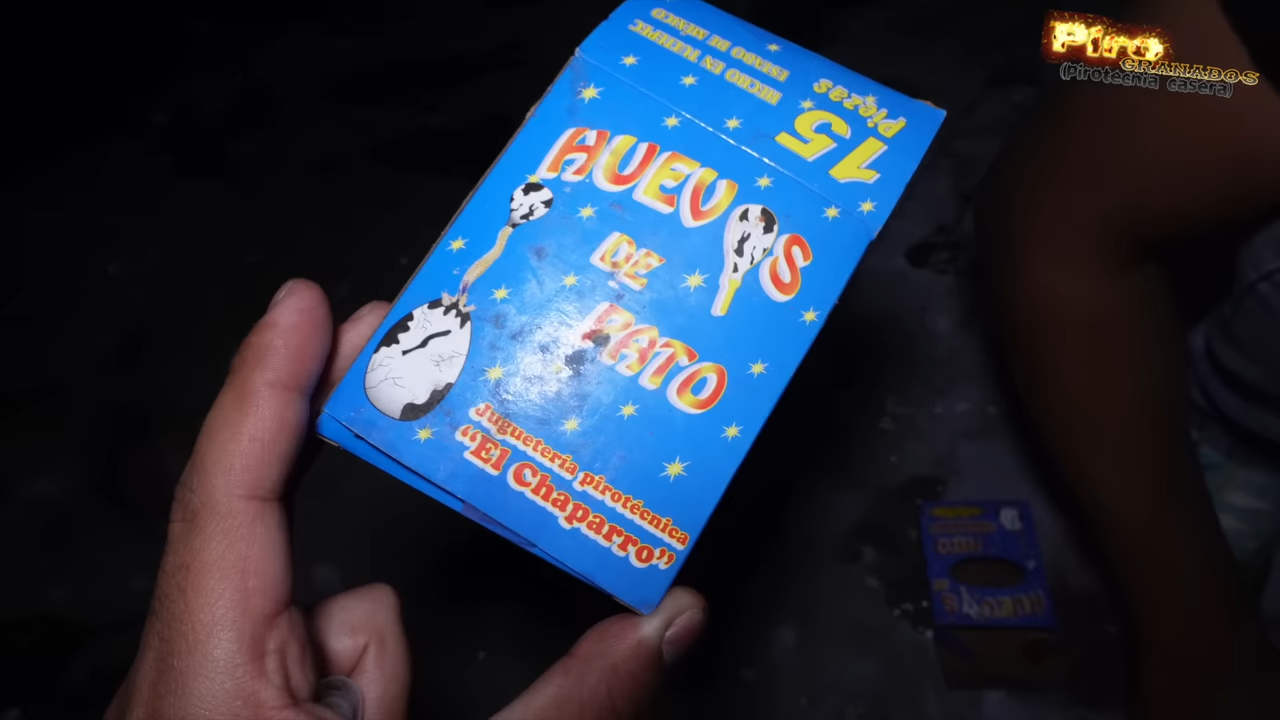 Piro
GRANADOS
(Pirotecnia casera)
HECHO EN TULTEPEC,
ESTADO DE MÉXICO
15
piezas
HUEVOS
DE
PATO
Juguetería pirotécnica
"El Chaparro"